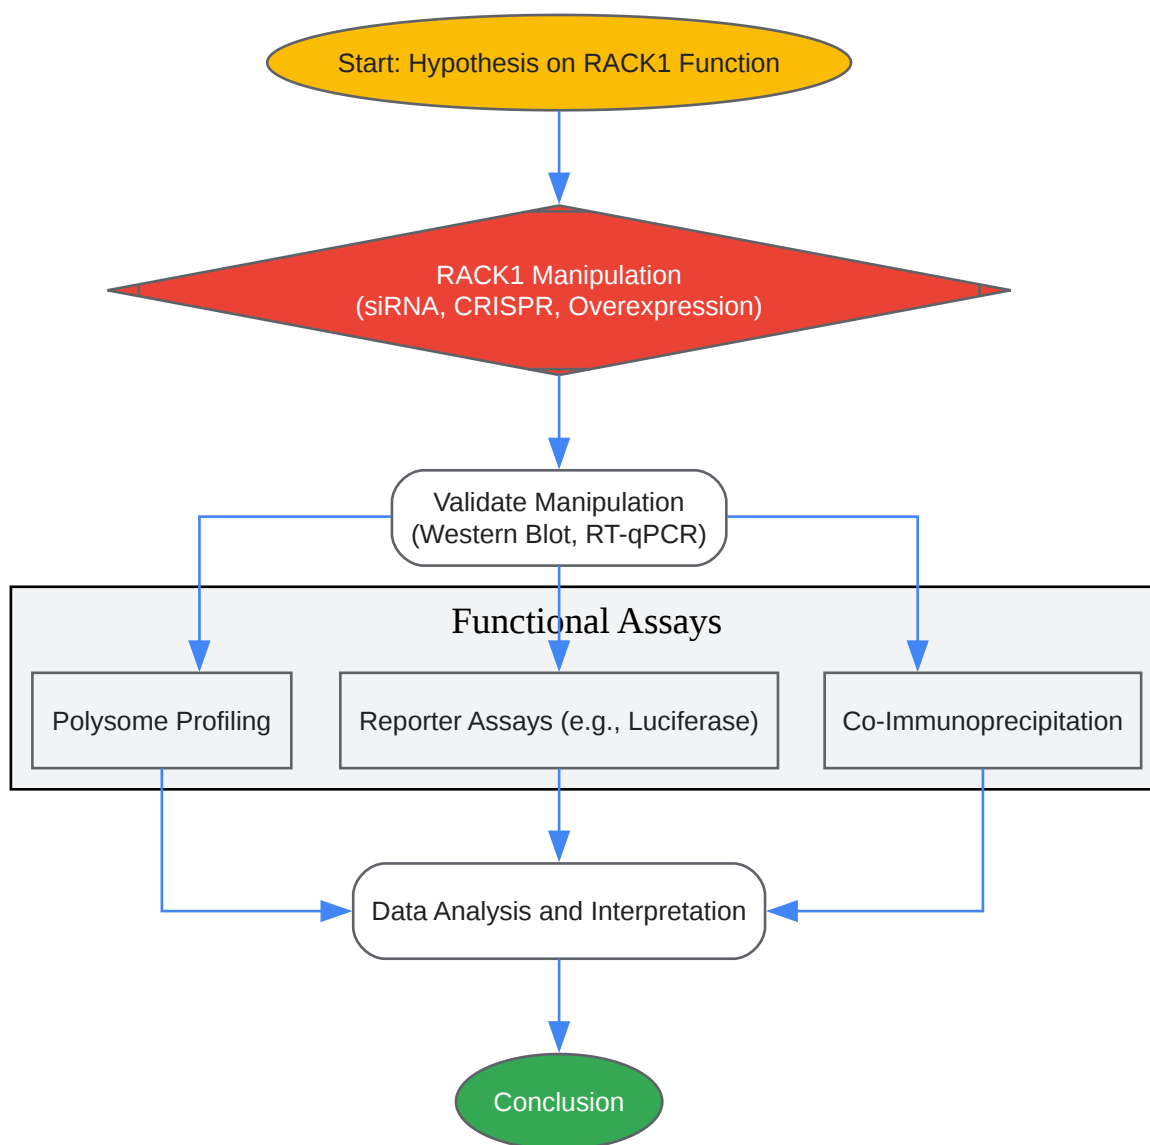 Start: Hypothesis on RACK1 Function
RACK1 Manipulation
(siRNA, CRISPR, Overexpression)
Validate Manipulation
(Western Blot, RT-qPCR)
Functional Assays
Polysome Profiling
Reporter Assays (e.g., Luciferase)
Co-Immunoprecipitation
Data Analysis and Interpretation
Conclusion